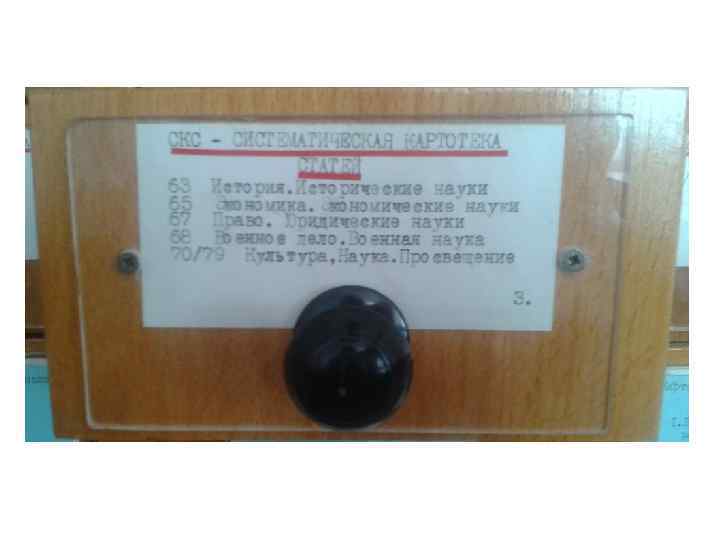 СКС - СИСТЕМАТИЧЕСКАЯ КАРТОТЕКА
СТАТЕЙ
63 История.Исторические науки
65 Экономика. Экономические науки
67 Право. Юридические науки
68 Военное дело.Военная наука
70/79 Культура,Наука.Просвещение
3.